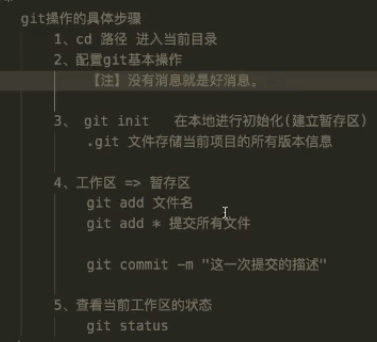 git操作的具体步骤
1、cd 路径 进入当前目录
2、配置git基本操作
【注】没有消息就是好消息。
3、 git init 在本地进行初始化(建立暂存区)
.git 文件存储当前项目的所有版本信息
4、工作区 => 暂存区
git add 文件名
git add * 提交所有文件
git commit -m "这一次提交的描述"
5、查看当前工作区的状态
git status